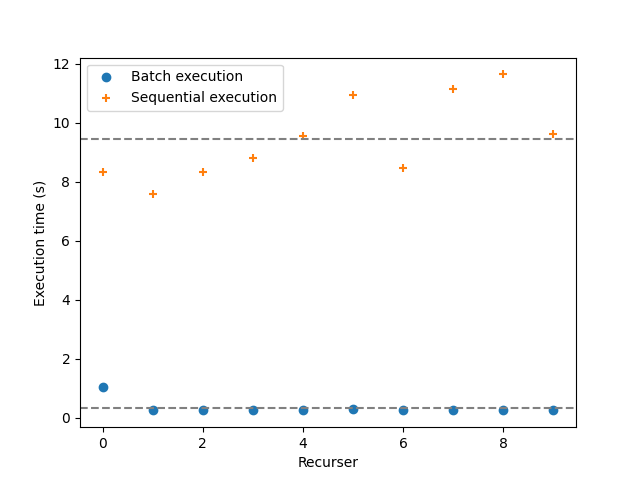 Batch execution
Sequential execution
12
10
8
6
4
2
0
Execution time (s)
0 2 4 6 8
Recurser